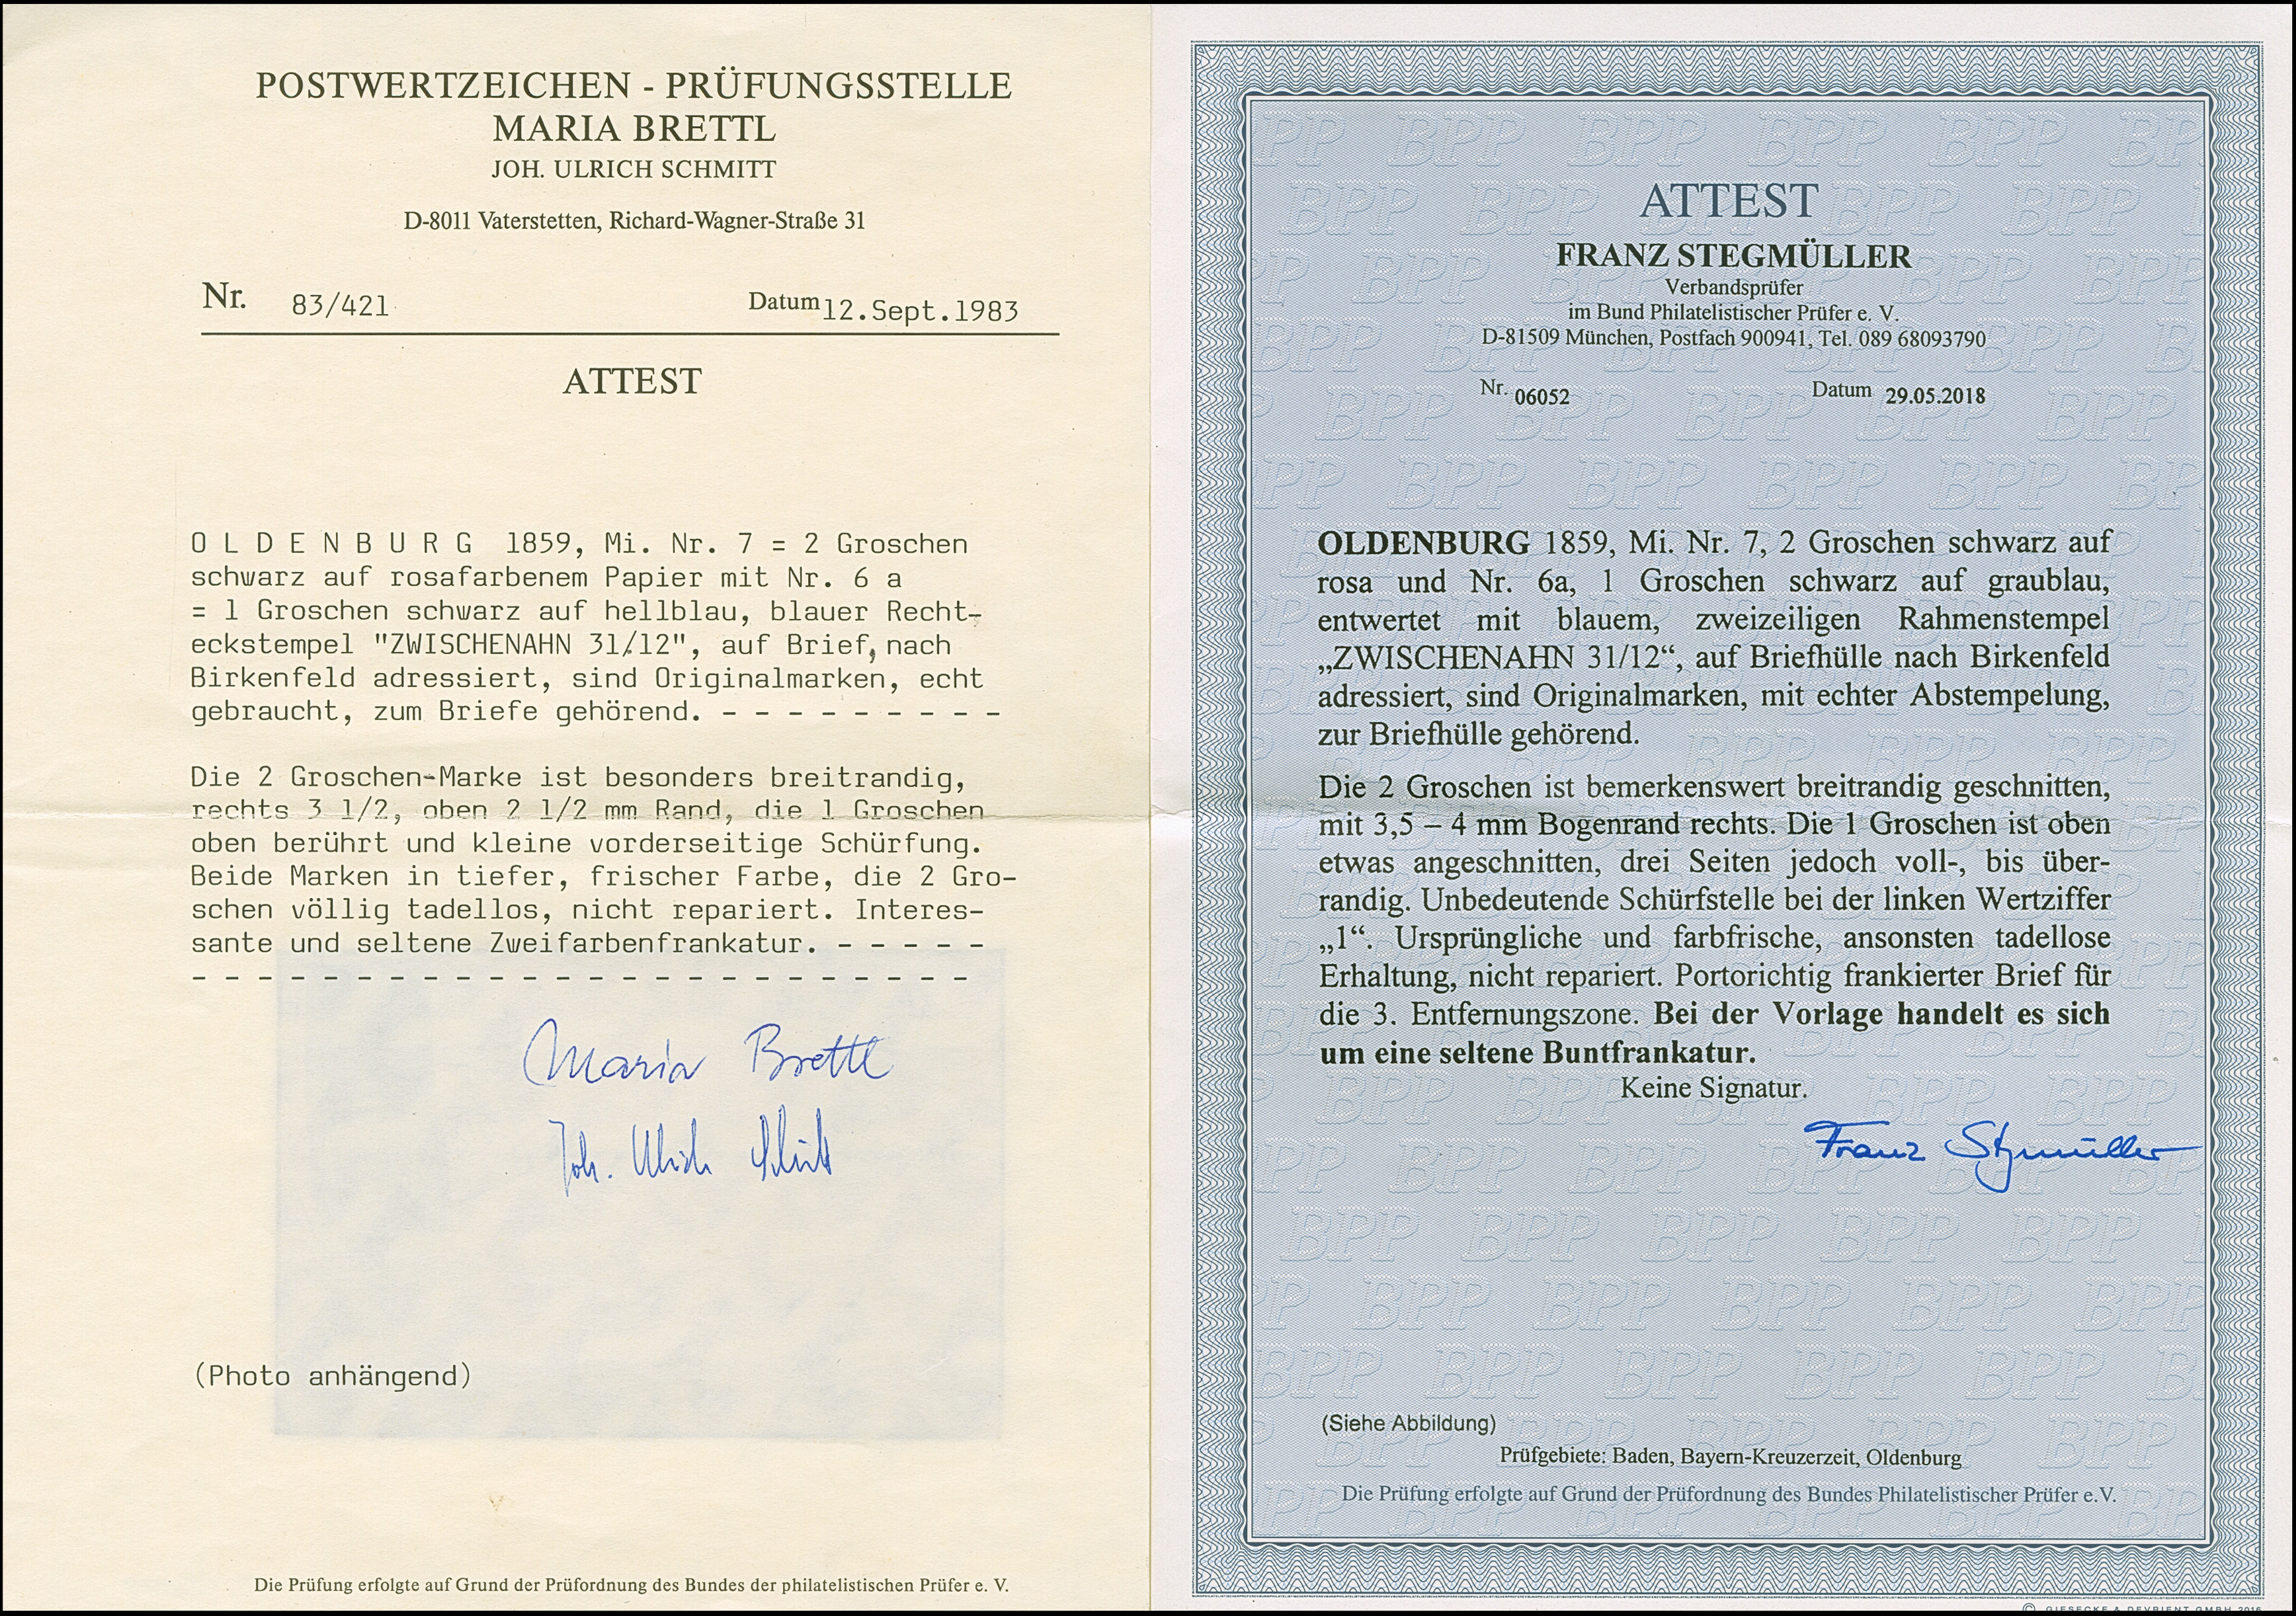 POSTWERTZEICHEN - PRÜFUNGSSTELLE
MARIA BRETTL
JOH. ULRICH SCHMITT
D-8011 Vaterstetten, Richard-Wagner-Straße 31
Nr. 83/421 Datum 12.Sept.1983
ATTEST
O L D E N B U R G 1859, Mi. Nr. 7 = 2 Groschen
schwarz auf rosafarbenem Papier mit Nr. 6 a
= 1 Groschen schwarz auf hellblau, blauer Recht-
eckstempel "ZWISCHENAHN 31/12", auf Brief, nach
Birkenfeld adressiert, sind Originalmarken, echt
gebraucht, zum Briefe gehörend. - - - - - - - - -
Die 2 Groschen-Marke ist besonders breitrandig,
rechts 3 1/2, oben 2 1/2 mm Rand, die 1 Groschen
oben berührt und kleine vorderseitige Schürfung.
Beide Marken in tiefer, frischer Farbe, die 2 Gro-
schen völlig tadellos, nicht repariert. Interes-
sante und seltene Zweifarbenfrankatur. - - - - -
- - - - - - - - - - - - - - - - - - - - - - - -
Maria Brettl
Joh. Ulrich Schmitt
(Photo anhängend)
Die Prüfung erfolgte auf Grund der Prüfordnung des Bundes der philatelistischen Prüfer e. V.
ATTEST
FRANZ STEGMÜLLER
Verbandsprüfer
im Bund Philatelistischer Prüfer e. V.
D-81509 München, Postfach 900941, Tel. 089 68093790
Nr. 06052 Datum 29.05.2018
OLDENBURG 1859, Mi. Nr. 7, 2 Groschen schwarz auf
rosa und Nr. 6a, 1 Groschen schwarz auf graublau,
entwertet mit blauem, zweizeiligen Rahmenstempel
„ZWISCHENAHN 31/12“, auf Briefhülle nach Birkenfeld
adressiert, sind Originalmarken, mit echter Abstempelung,
zur Briefhülle gehörend.
Die 2 Groschen ist bemerkenswert breitrandig geschnitten,
mit 3,5 – 4 mm Bogenrand rechts. Die 1 Groschen ist oben
etwas angeschnitten, drei Seiten jedoch voll-, bis über-
randig. Unbedeutende Schürfstelle bei der linken Wertziffer
„1“. Ursprüngliche und farbfrische, ansonsten tadellose
Erhaltung, nicht repariert. Portorichtig frankierter Brief für
die 3. Entfernungszone. Bei der Vorlage handelt es sich
um eine seltene Buntfrankatur.
Keine Signatur.
Franz Stegmüller
(Siehe Abbildung)
Prüfgebiete: Baden, Bayern-Kreuzerzeit, Oldenburg
Die Prüfung erfolgte auf Grund der Prüfordnung des Bundes Philatelistischer Prüfer e.V.
© GIESECKE & DEVRIENT GMBH 2016